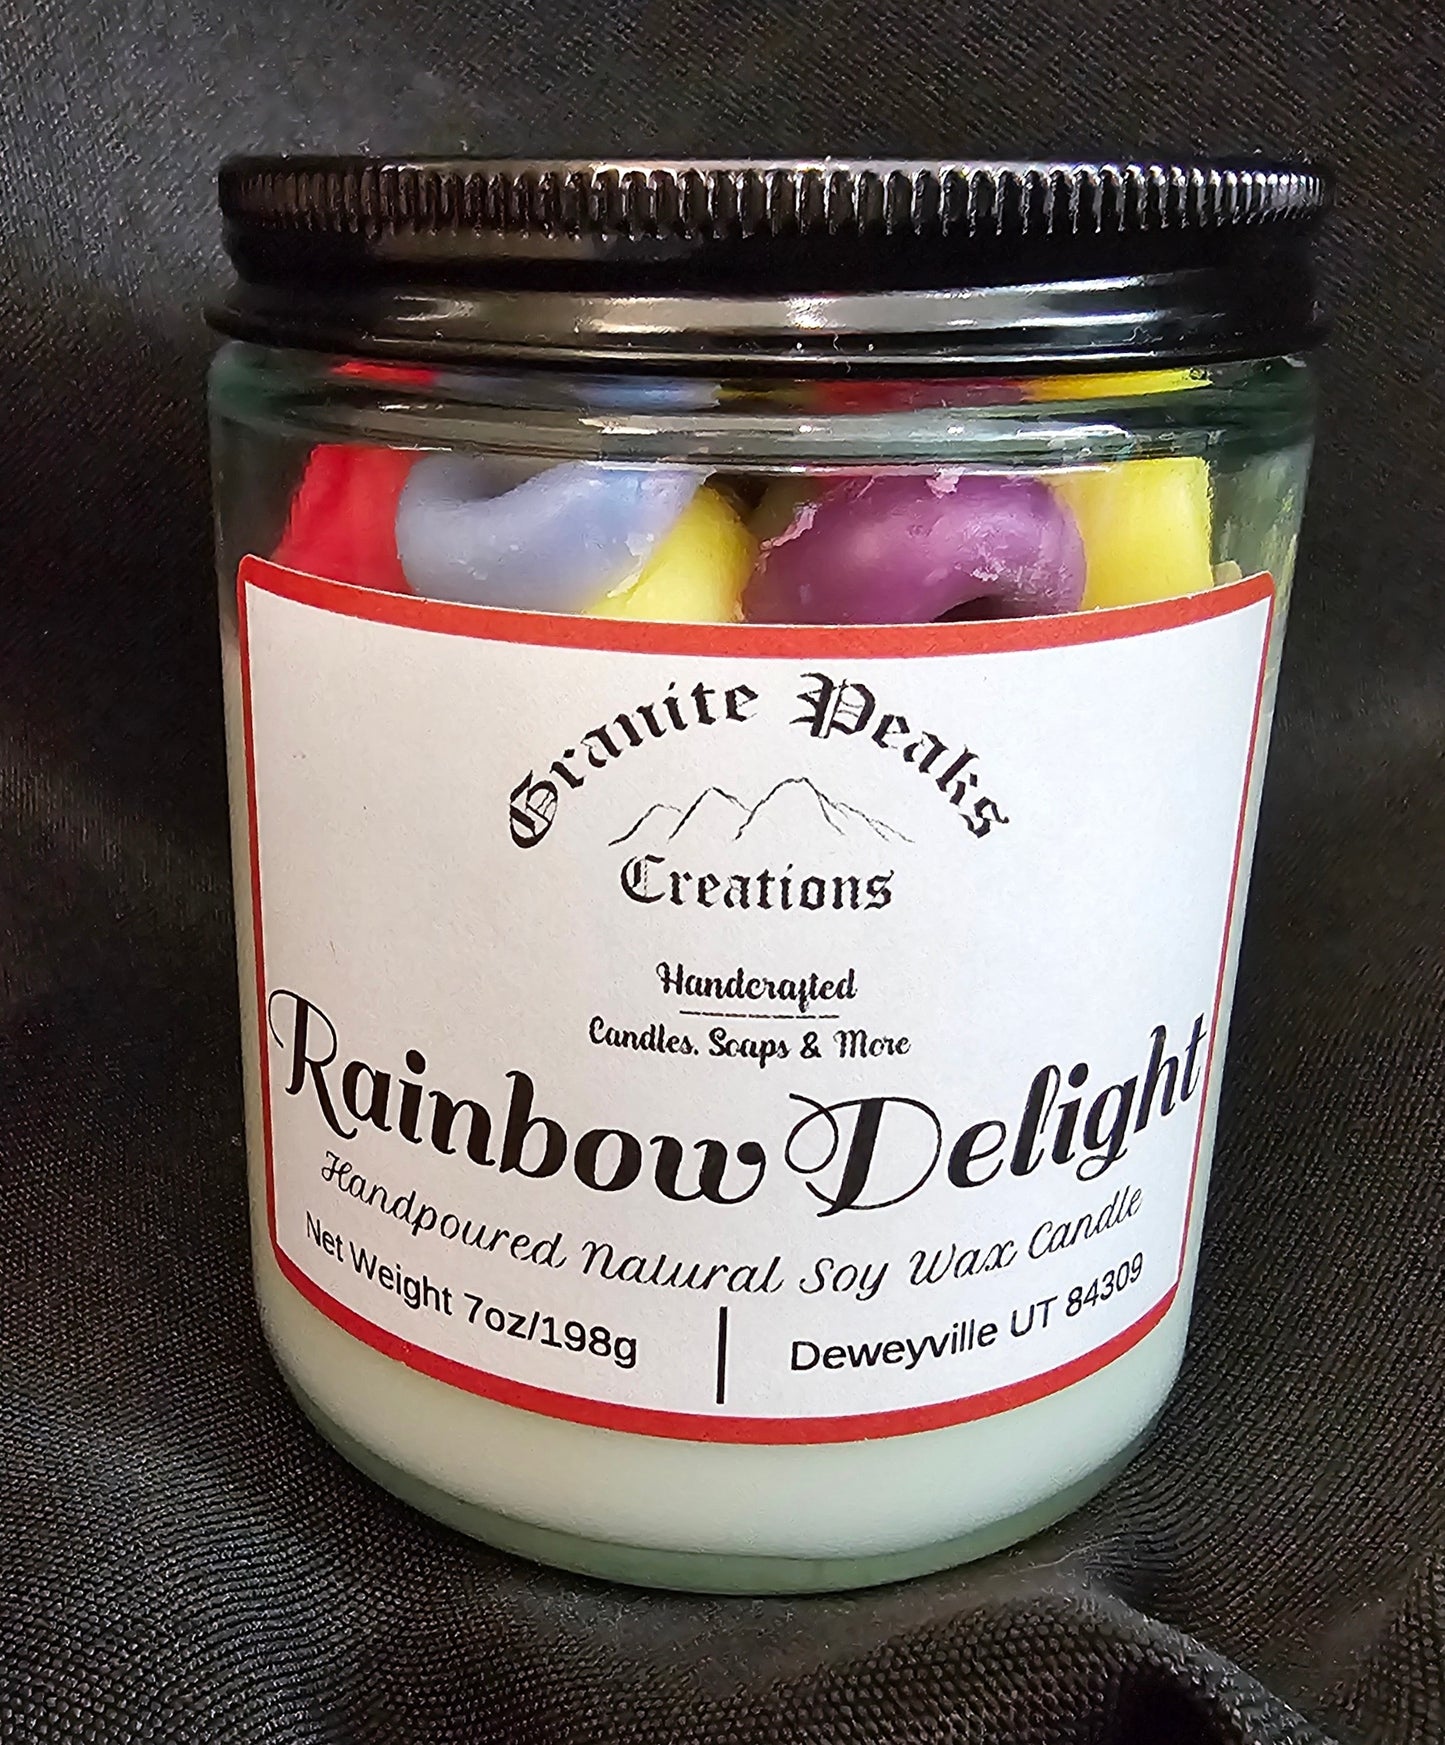 Granite Peaks
Creations
Handcrafted
Candles, Soaps & More
Rainbow Delight
Handpoured Natural Soy Wax Candle
Net Weight 7oz/198g | Deweyville UT 84309